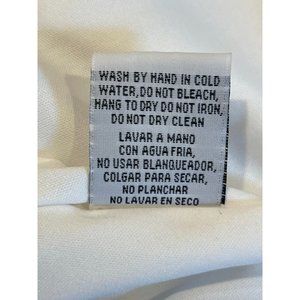 WASH BY HAND IN COLD
WATER, DO NOT BLEACH,
HANG TO DRY DO NOT IRON,
DO NOT DRY CLEAN
LAVAR A MANO
CON AGUA FRIA,
NO USAR BLANQUEADOR,
COLGAR PARA SECAR,
NO PLANCHAR
NO LAVAR EN SECO